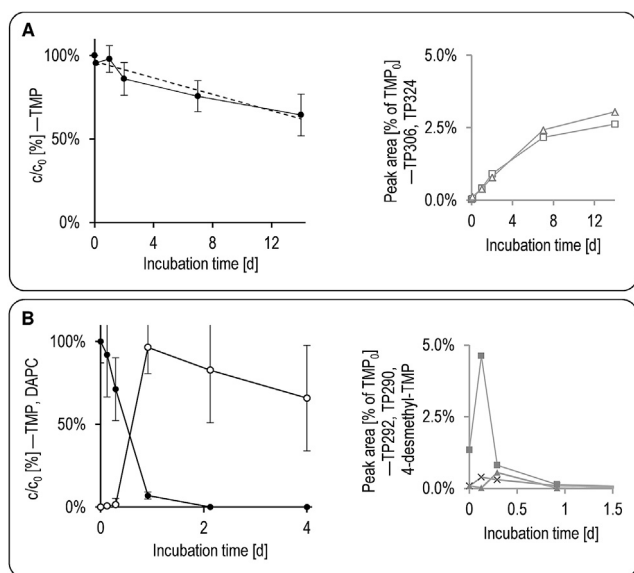 A
100%
50%
0%
c/c₀ [%] —TMP
0 4 8 12
Incubation time [d]
5.0%
2.5%
0.0%
Peak area [% of TMP₀]
—TP306, TP324
0 4 8 12
Incubation time [d]
B
100%
50%
0%
c/c₀ [%] —TMP, DAPC
0 2 4
Incubation time [d]
5.0%
2.5%
0.0%
Peak area [% of TMP₀]
—TP292, TP290,
4-desmethyl-TMP
0 0.5 1 1.5
Incubation time [d]